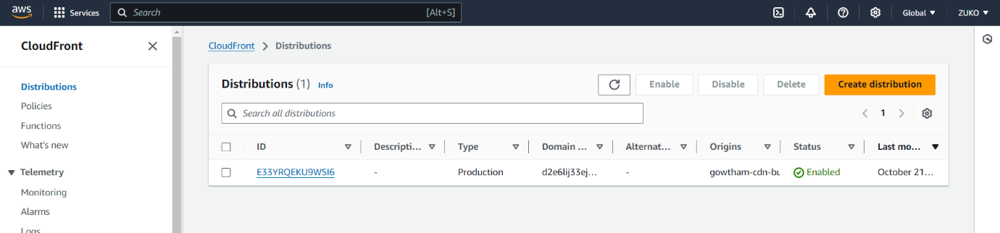 aws
Services
Search
[Alt+S]
Global
ZUKO
CloudFront
Distributions
Policies
Functions
What's new
Telemetry
Monitoring
Alarms
Logs
CloudFront > Distributions
Distributions (1) Info
Enable
Disable
Delete
Create distribution
Search all distributions
1
ID Descripti... Type Domain ... Alternat... Origins Status Last mo...
E33YRQEKU9WSI6 - Production d2e6lij33ej... - gowtham-cdn-bu Enabled October 21...